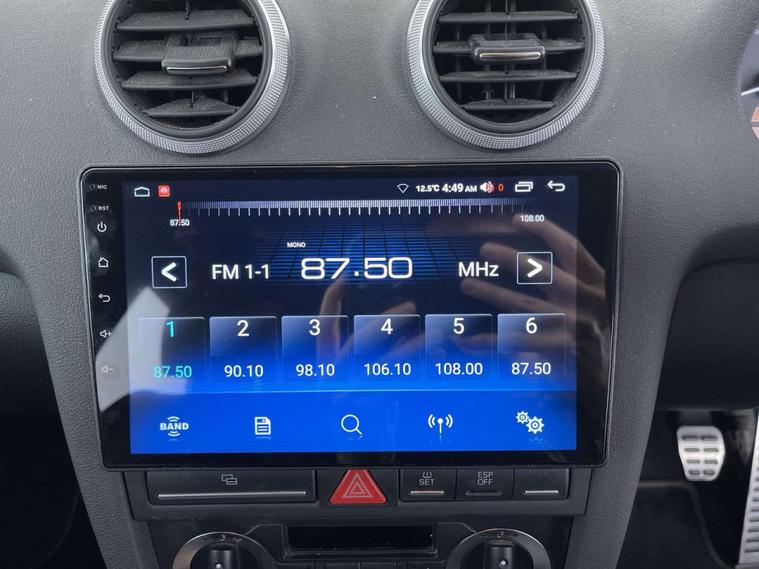 MIC
12.5°C 4:49 AM 0
RST
87.50 108.00
MONO
FM 1-1 87.50 MHz
1 2 3 4 5 6
87.50 90.10 98.10 106.10 108.00 87.50
BAND
SET
ESP
OFF